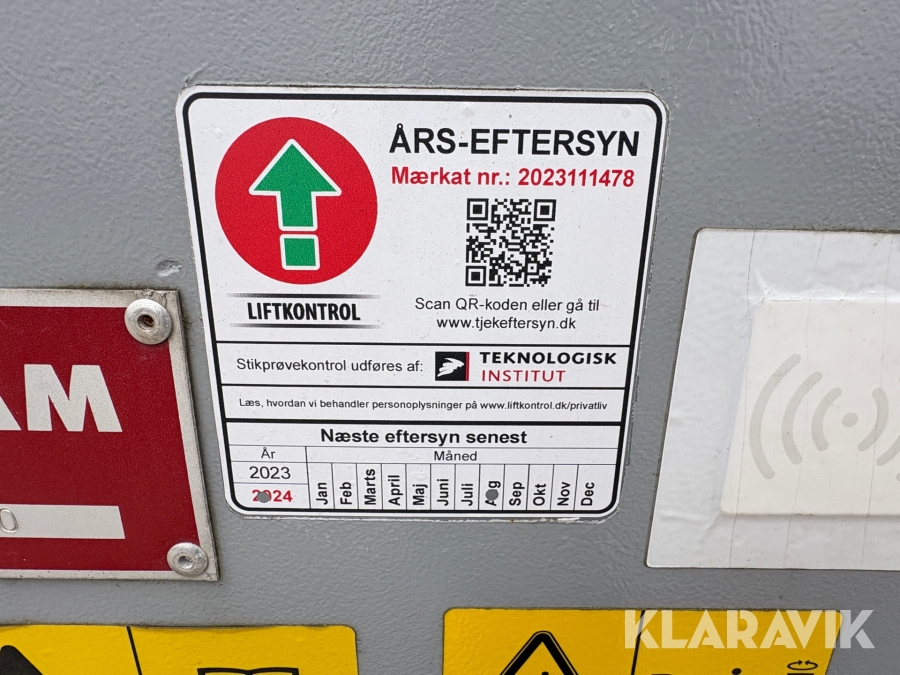 ÅRS-EFTERSYN
Mærkat nr.: 2023111478
LIFTKONTROL
Scan QR-koden eller gå til
www.tjekeftersyn.dk
Stikprøvekontrol udføres af:
TEKNOLOGISK
INSTITUT
Læs, hvordan vi behandler personoplysninger på www.liftkontrol.dk/privatliv
Næste eftersyn senest
År Måned
2023
2024
Jan Feb Marts April Maj Juni Juli Aug Sep Okt Nov Dec
AM
0
KLARAVIK